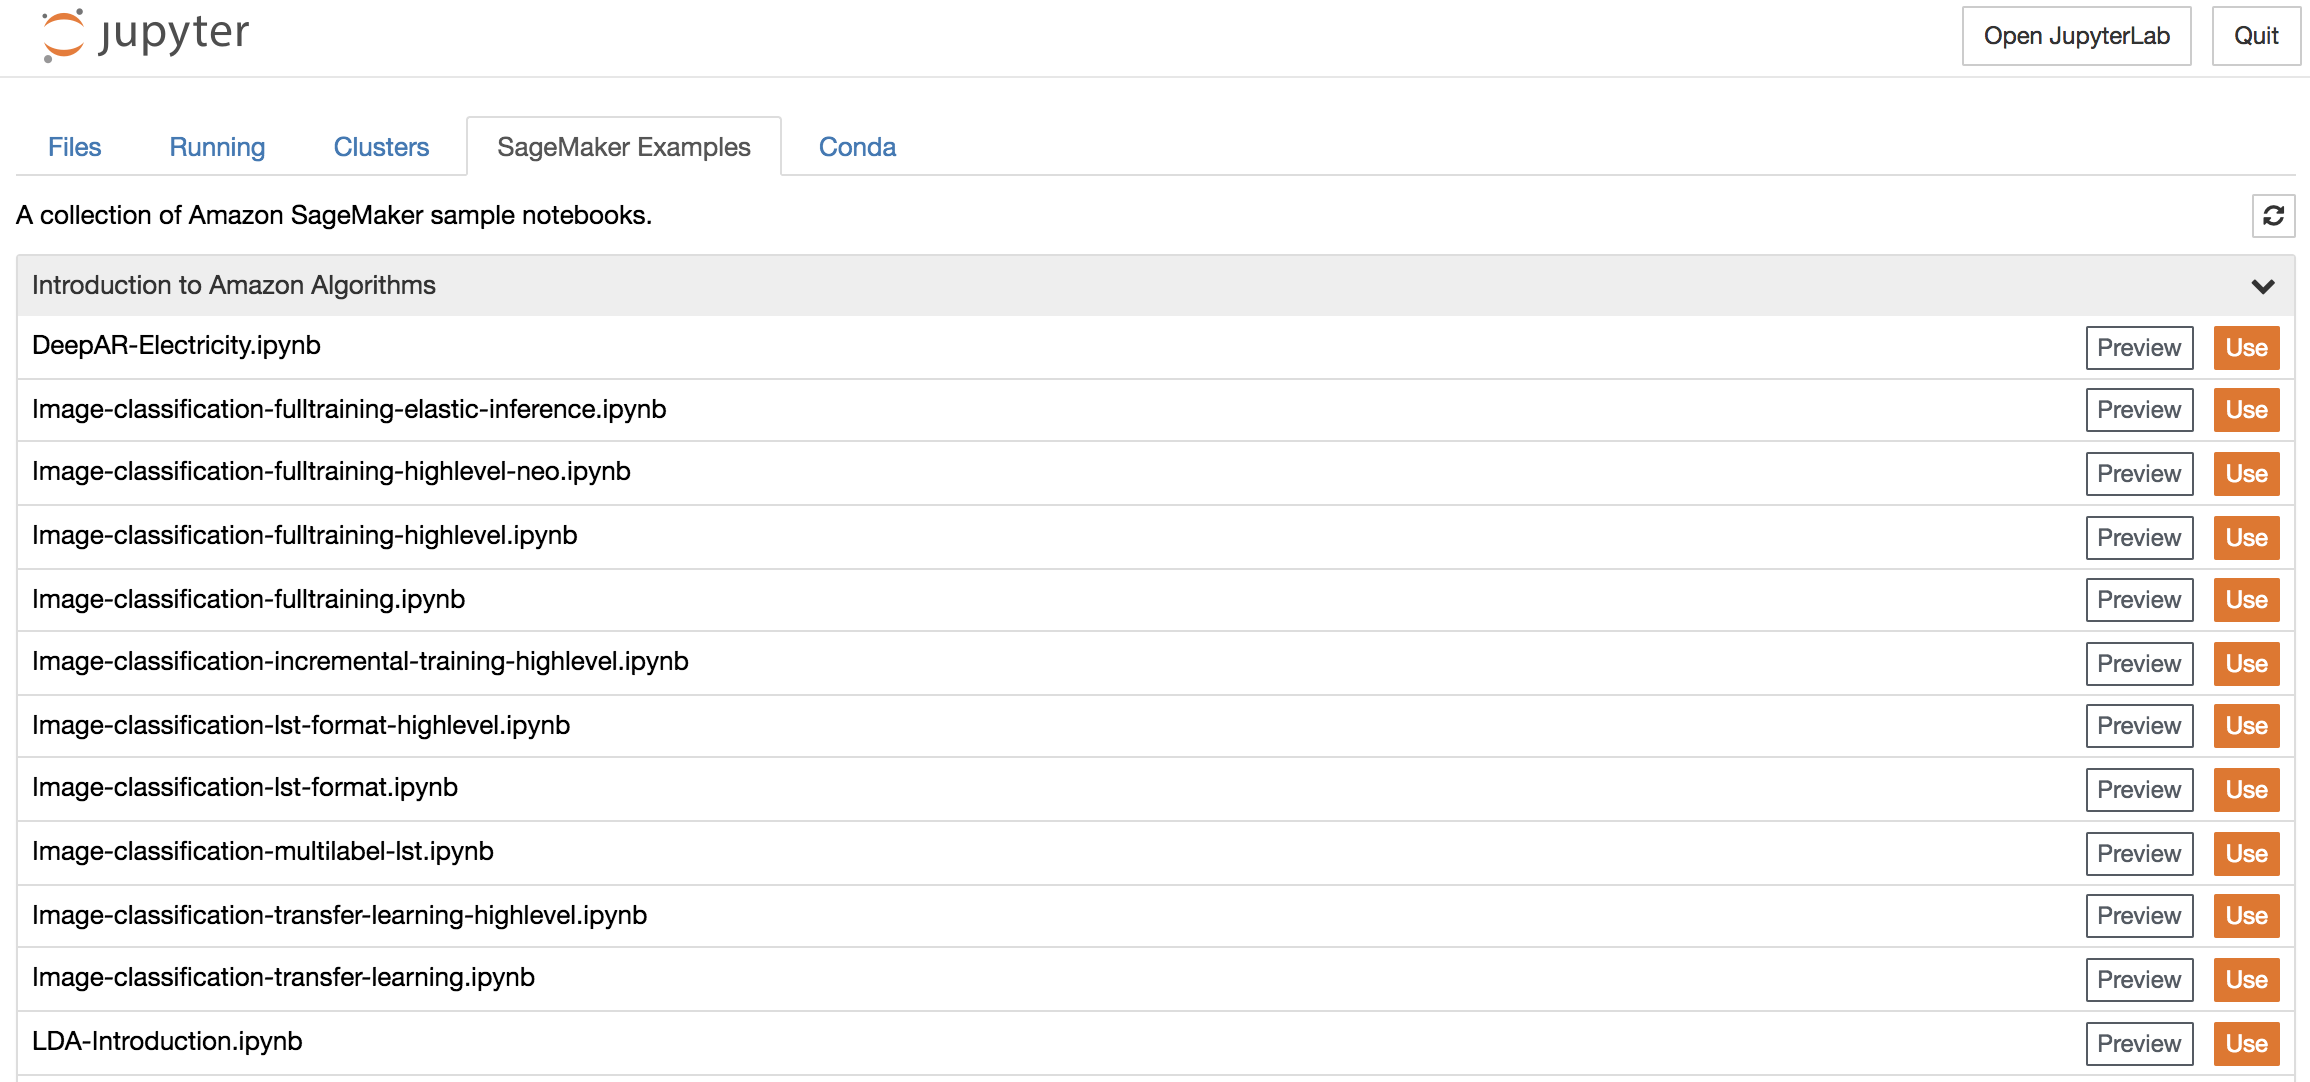 jupyter
Open JupyterLab
Quit
Files
Running
Clusters
SageMaker Examples
Conda
A collection of Amazon SageMaker sample notebooks.
Introduction to Amazon Algorithms
DeepAR-Electricity.ipynb Preview Use
Image-classification-fulltraining-elastic-inference.ipynb Preview Use
Image-classification-fulltraining-highlevel-neo.ipynb Preview Use
Image-classification-fulltraining-highlevel.ipynb Preview Use
Image-classification-fulltraining.ipynb Preview Use
Image-classification-incremental-training-highlevel.ipynb Preview Use
Image-classification-lst-format-highlevel.ipynb Preview Use
Image-classification-lst-format.ipynb Preview Use
Image-classification-multilabel-lst.ipynb Preview Use
Image-classification-transfer-learning-highlevel.ipynb Preview Use
Image-classification-transfer-learning.ipynb Preview Use
LDA-Introduction.ipynb Preview Use